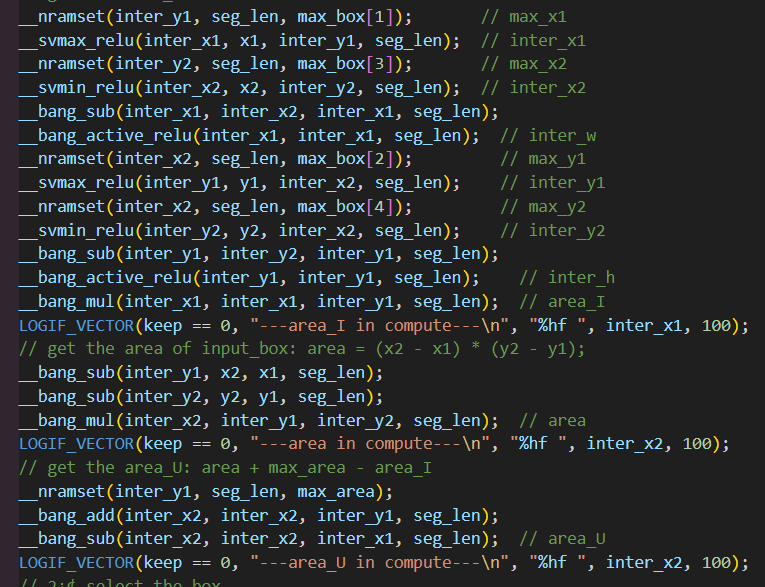 __nramset(inter_y1, seg_len, max_box[1]);       // max_x1
__svmax_relu(inter_x1, x1, inter_y1, seg_len);  // inter_x1
__nramset(inter_y2, seg_len, max_box[3]);       // max_x2
__svmin_relu(inter_x2, x2, inter_y2, seg_len);  // inter_x2
__bang_sub(inter_x1, inter_x2, inter_x1, seg_len);
__bang_active_relu(inter_x1, inter_x1, seg_len);  // inter_w
__nramset(inter_x2, seg_len, max_box[2]);         // max_y1
__svmax_relu(inter_y1, y1, inter_x2, seg_len);    // inter_y1
__nramset(inter_x2, seg_len, max_box[4]);         // max_y2
__svmin_relu(inter_y2, y2, inter_x2, seg_len);    // inter_y2
__bang_sub(inter_y1, inter_y2, inter_y1, seg_len);
__bang_active_relu(inter_y1, inter_y1, seg_len);    // inter_h
__bang_mul(inter_x1, inter_x1, inter_y1, seg_len);  // area_I
LOGIF_VECTOR(keep == 0, "---area_I in compute---\n", "%hf ", inter_x1, 100);
// get the area of input_box: area = (x2 - x1) * (y2 - y1);
__bang_sub(inter_y1, x2, x1, seg_len);
__bang_sub(inter_y2, y2, y1, seg_len);
__bang_mul(inter_x2, inter_y1, inter_y2, seg_len);  // area
LOGIF_VECTOR(keep == 0, "---area in compute---\n", "%hf ", inter_x2, 100);
// get the area_U: area + max_area - area_I
__nramset(inter_y1, seg_len, max_area);
__bang_add(inter_x2, inter_x2, inter_y1, seg_len);
__bang_sub(inter_x2, inter_x2, inter_x1, seg_len);  // area_U
LOGIF_VECTOR(keep == 0, "---area_U in compute---\n", "%hf ", inter_x2, 100);
select the box